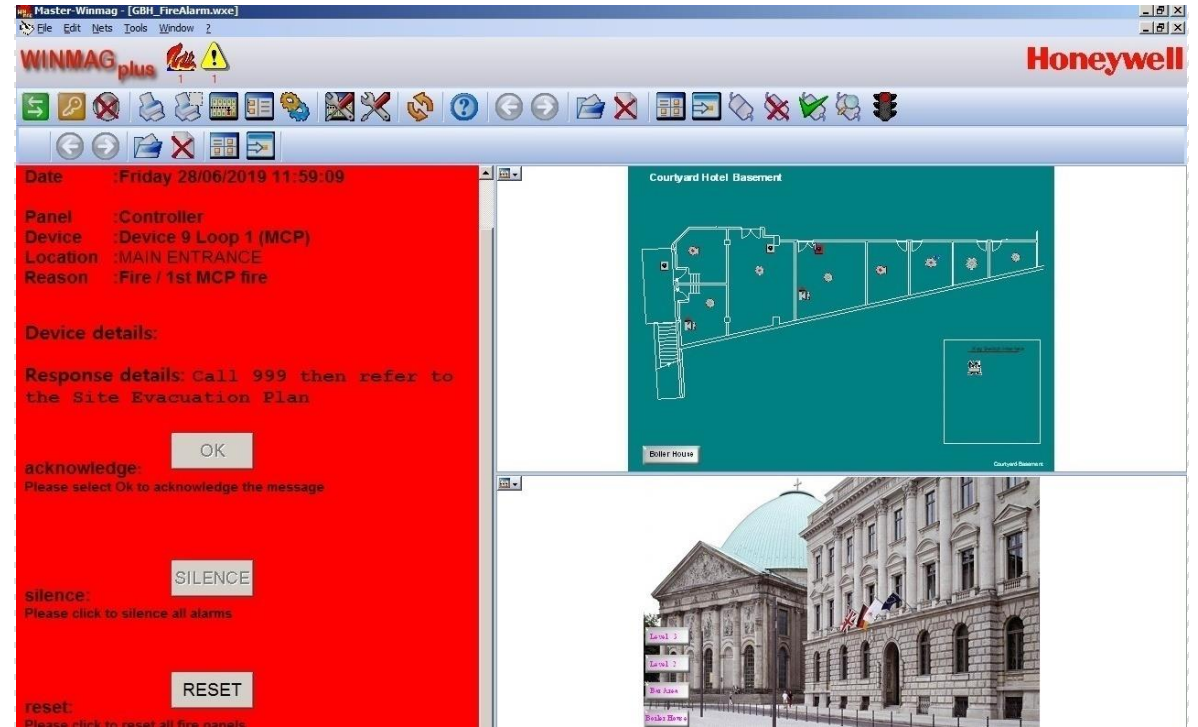 Master-Winmag - [GBH_FireAlarm.wxe]
File Edit Nets Tools Window ?
WINMAG plus
1 1
Honeywell
Date :Friday 28/06/2019 11:59:09
Panel :Controller
Device :Device 9 Loop 1 (MCP)
Location :MAIN ENTRANCE
Reason :Fire / 1st MCP fire
Device details:
Response details: Call 999 then refer to
the Site Evacuation Plan
OK
acknowledge:
Please select Ok to acknowledge the message
SILENCE
silence:
Please click to silence all alarms
RESET
reset:
Please click to reset all fire panels
Courtyard Hotel Basement
Boiler House
Courtyard Basement
Level 3
Level 2
Bar Area
Boiler House